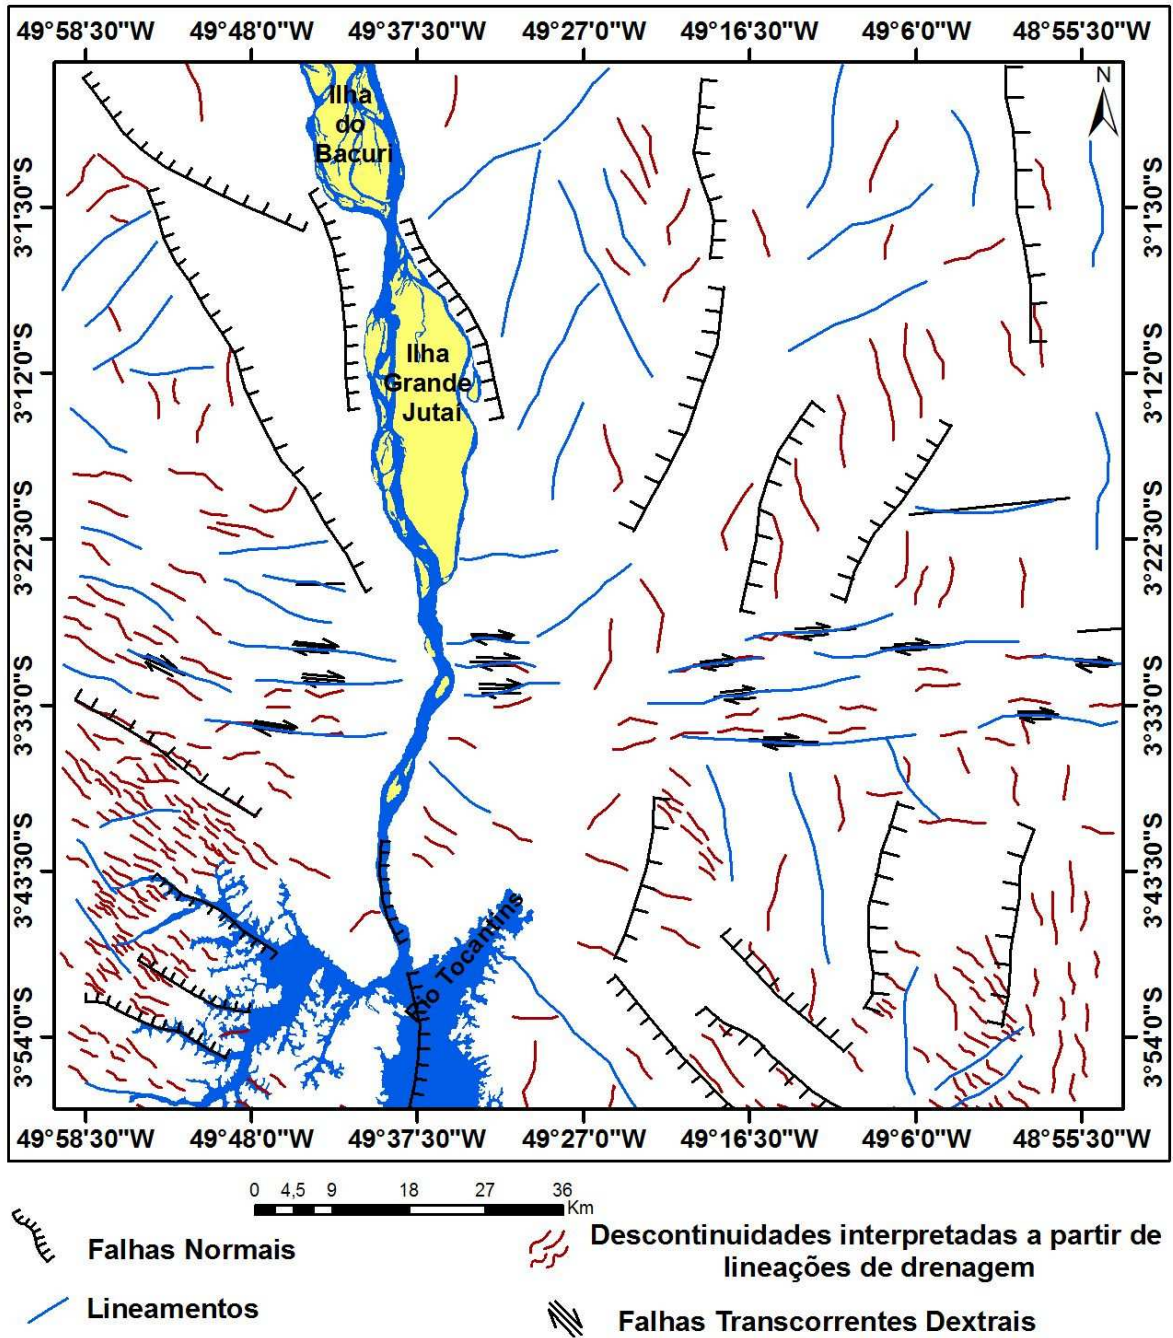 49°58'30"W 49°48'0"W 49°37'30"W 49°27'0"W 49°16'30"W 49°6'0"W 48°55'30"W
N
Ilha
do
Bacuri
3°1'30"S 3°1'30"S
Ilha
Grande
Jutaí
3°12'0"S 3°12'0"S
3°22'30"S 3°22'30"S
3°33'0"S 3°33'0"S
3°43'30"S 3°43'30"S
Rio Tocantins
3°54'0"S 3°54'0"S
49°58'30"W 49°48'0"W 49°37'30"W 49°27'0"W 49°16'30"W 49°6'0"W 48°55'30"W
0 4,5 9 18 27 36
Km
Falhas Normais
Descontinuidades interpretadas a partir de
lineações de drenagem
Lineamentos
Falhas Transcorrentes Dextrais